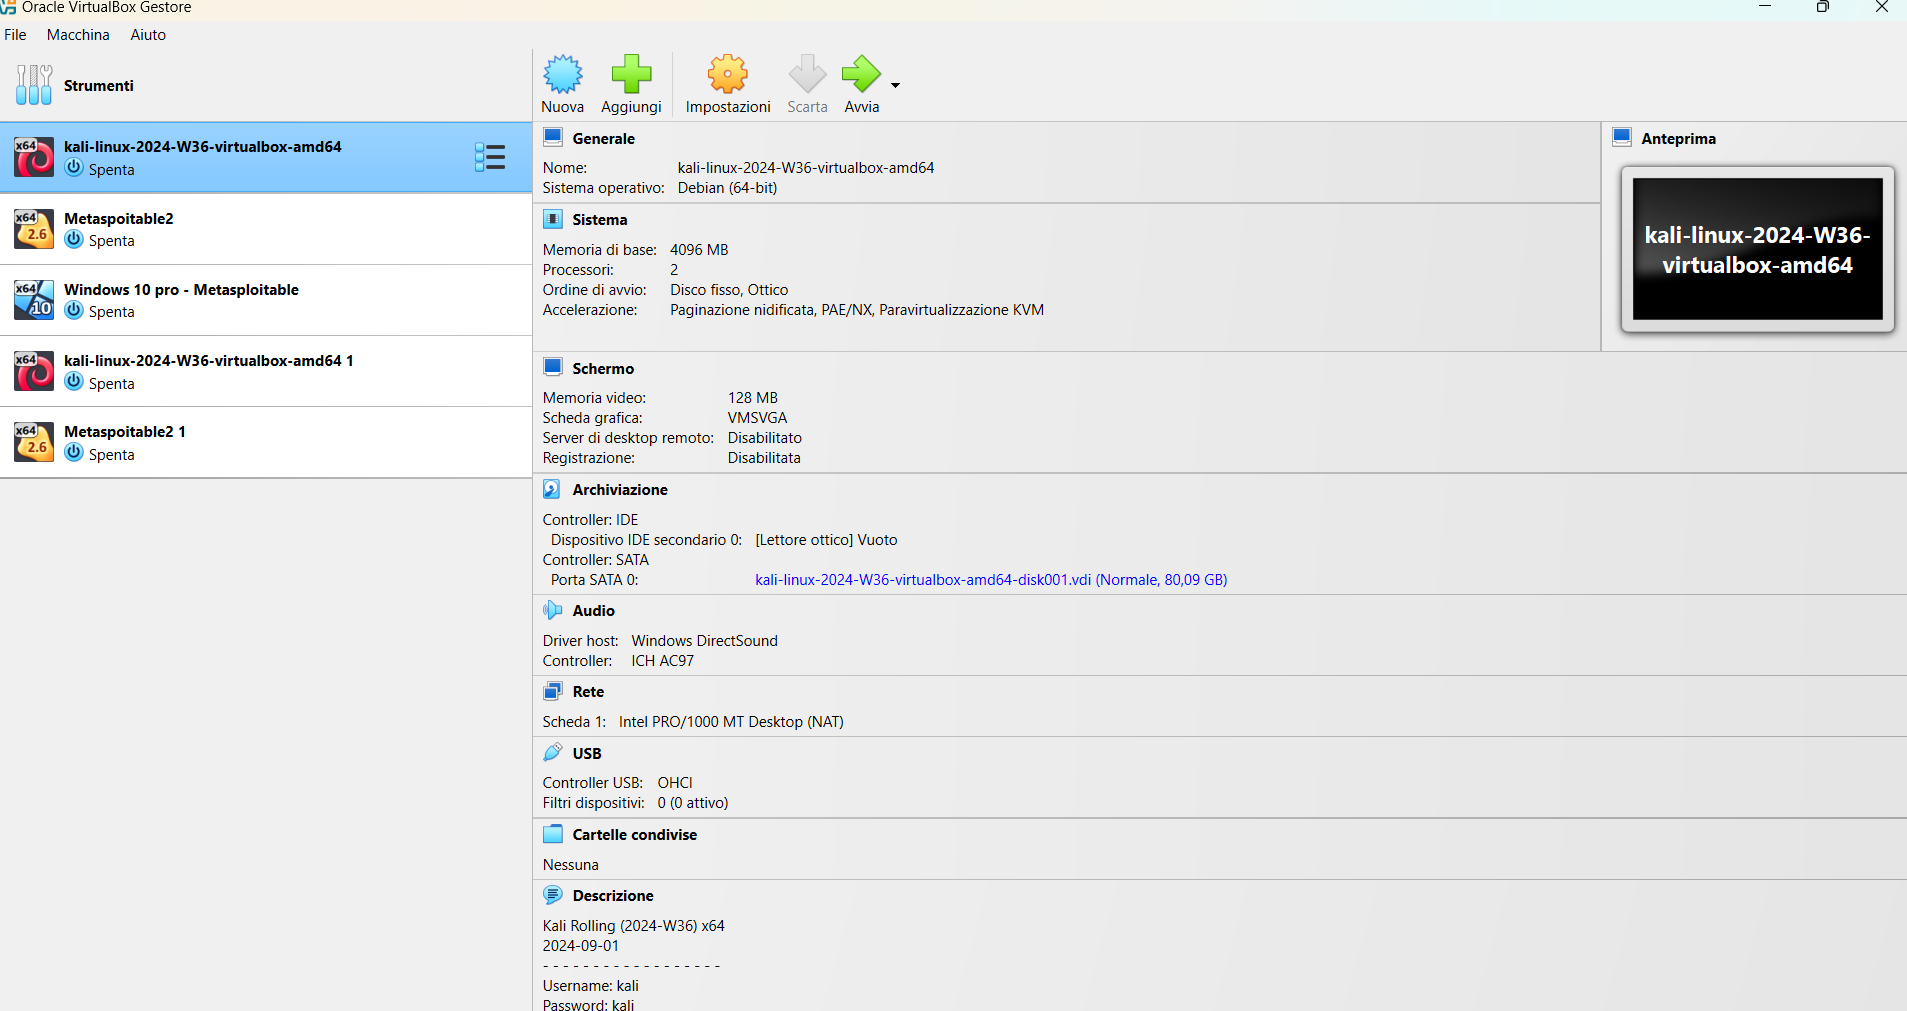 Oracle VirtualBox Gestore
File Macchina Aiuto
Strumenti
Nuova Aggiungi Impostazioni Scarta Avvia
x64 kali-linux-2024-W36-virtualbox-amd64
Spenta
x64 2.6 Metaspoitable2
Spenta
x64 10 Windows 10 pro - Metasploitable
Spenta
x64 kali-linux-2024-W36-virtualbox-amd64 1
Spenta
x64 2.6 Metaspoitable2 1
Spenta
Generale
Nome: kali-linux-2024-W36-virtualbox-amd64
Sistema operativo: Debian (64-bit)
Sistema
Memoria di base: 4096 MB
Processori: 2
Ordine di avvio: Disco fisso, Ottico
Accelerazione: Paginazione nidificata, PAE/NX, Paravirtualizzazione KVM
Anteprima
kali-linux-2024-W36-
virtualbox-amd64
Schermo
Memoria video: 128 MB
Scheda grafica: VMSVGA
Server di desktop remoto: Disabilitato
Registrazione: Disabilitata
Archiviazione
Controller: IDE
Dispositivo IDE secondario 0: [Lettore ottico] Vuoto
Controller: SATA
Porta SATA 0: kali-linux-2024-W36-virtualbox-amd64-disk001.vdi (Normale, 80,09 GB)
Audio
Driver host: Windows DirectSound
Controller: ICH AC97
Rete
Scheda 1: Intel PRO/1000 MT Desktop (NAT)
USB
Controller USB: OHCI
Filtri dispositivi: 0 (0 attivo)
Cartelle condivise
Nessuna
Descrizione
Kali Rolling (2024-W36) x64
2024-09-01
- - - - - - - - - - - - - - - - - -
Username: kali
Password: kali